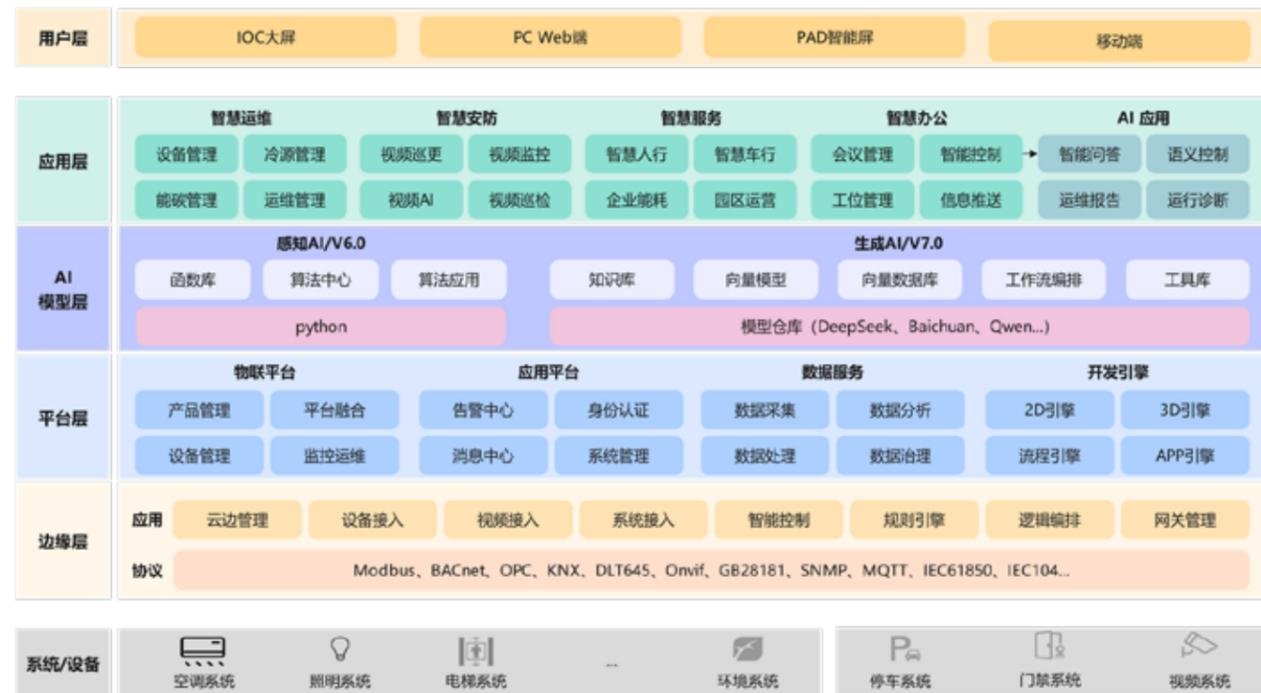 用户层
IOC大屏 PC Web端 PAD智能屏 移动端
应用层
智慧运维 智慧安防 智慧服务 智慧办公 AI 应用
设备管理 冷源管理 视频巡更 视频监控 智慧人行 智慧车行 会议管理 智能控制 智能问答 语义控制
能碳管理 运维管理 视频AI 视频巡检 企业能耗 园区运营 工位管理 信息推送 运维报告 运行诊断
AI
模型层
感知AI/V6.0 生成AI/V7.0
函数库 算法中心 算法应用 知识库 向量模型 向量数据库 工作流编排 工具库
python 模型仓库（DeepSeek、Baichuan、Qwen...）
平台层
物联平台 应用平台 数据服务 开发引擎
产品管理 平台融合 告警中心 身份认证 数据采集 数据分析 2D引擎 3D引擎
设备管理 监控运维 消息中心 系统管理 数据处理 数据治理 流程引擎 APP引擎
边缘层
应用 云边管理 设备接入 视频接入 系统接入 智能控制 规则引擎 逻辑编排 网关管理
协议 Modbus、BACnet、OPC、KNX、DLT645、Onvif、GB28181、SNMP、MQTT、IEC61850、IEC104...
系统/设备
空调系统 照明系统 电梯系统 ... 环境系统 停车系统 门禁系统 视频系统